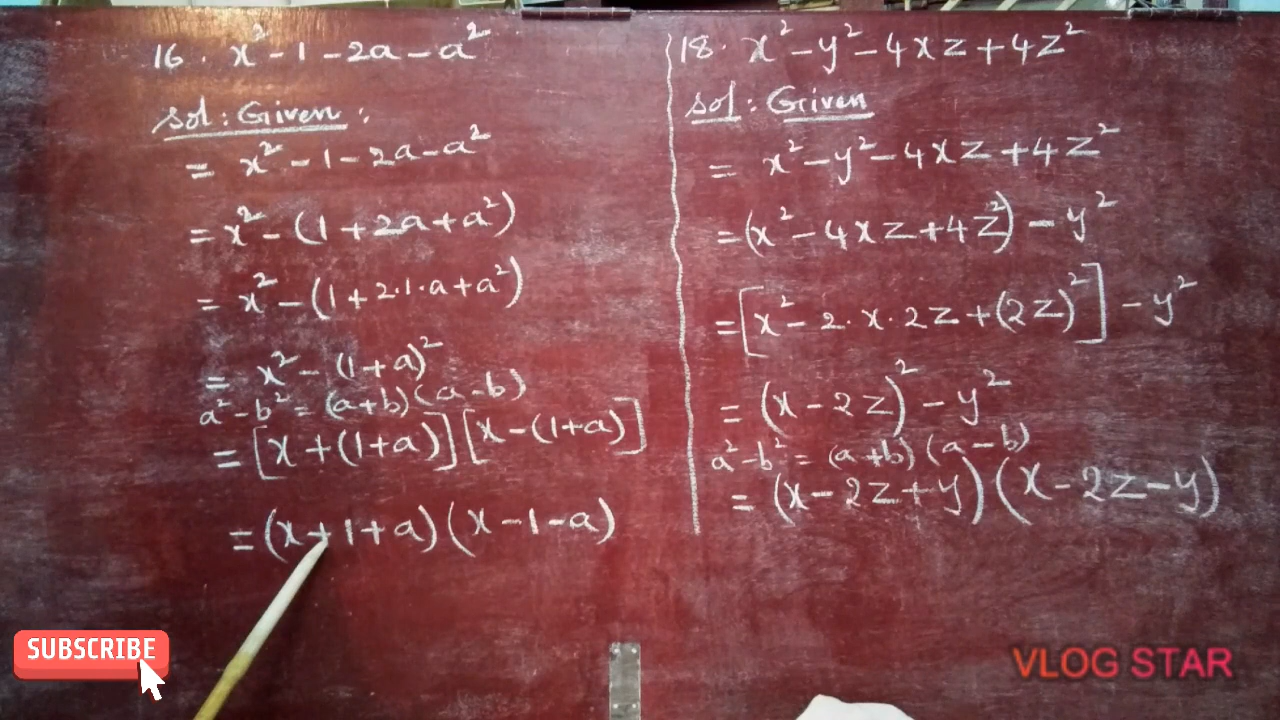 16. x² - 1 - 2a - a²
Sol: Given:
= x² - 1 - 2a - a²
= x² - (1 + 2a + a²)
= x² - (1 + 2·1·a + a²)
= x² - (1 + a)²
a² - b² = (a+b)(a-b)
= [x + (1+a)][x - (1+a)]
= (x + 1 + a)(x - 1 - a)
18. x² - y² - 4xz + 4z²
Sol: Given
= x² - y² - 4xz + 4z²
= (x² - 4xz + 4z²) - y²
= [x² - 2·x·2z + (2z)²] - y²
= (x - 2z)² - y²
a² - b² = (a+b)(a-b)
= (x - 2z + y)(x - 2z - y)
SUBSCRIBE
VLOG STAR